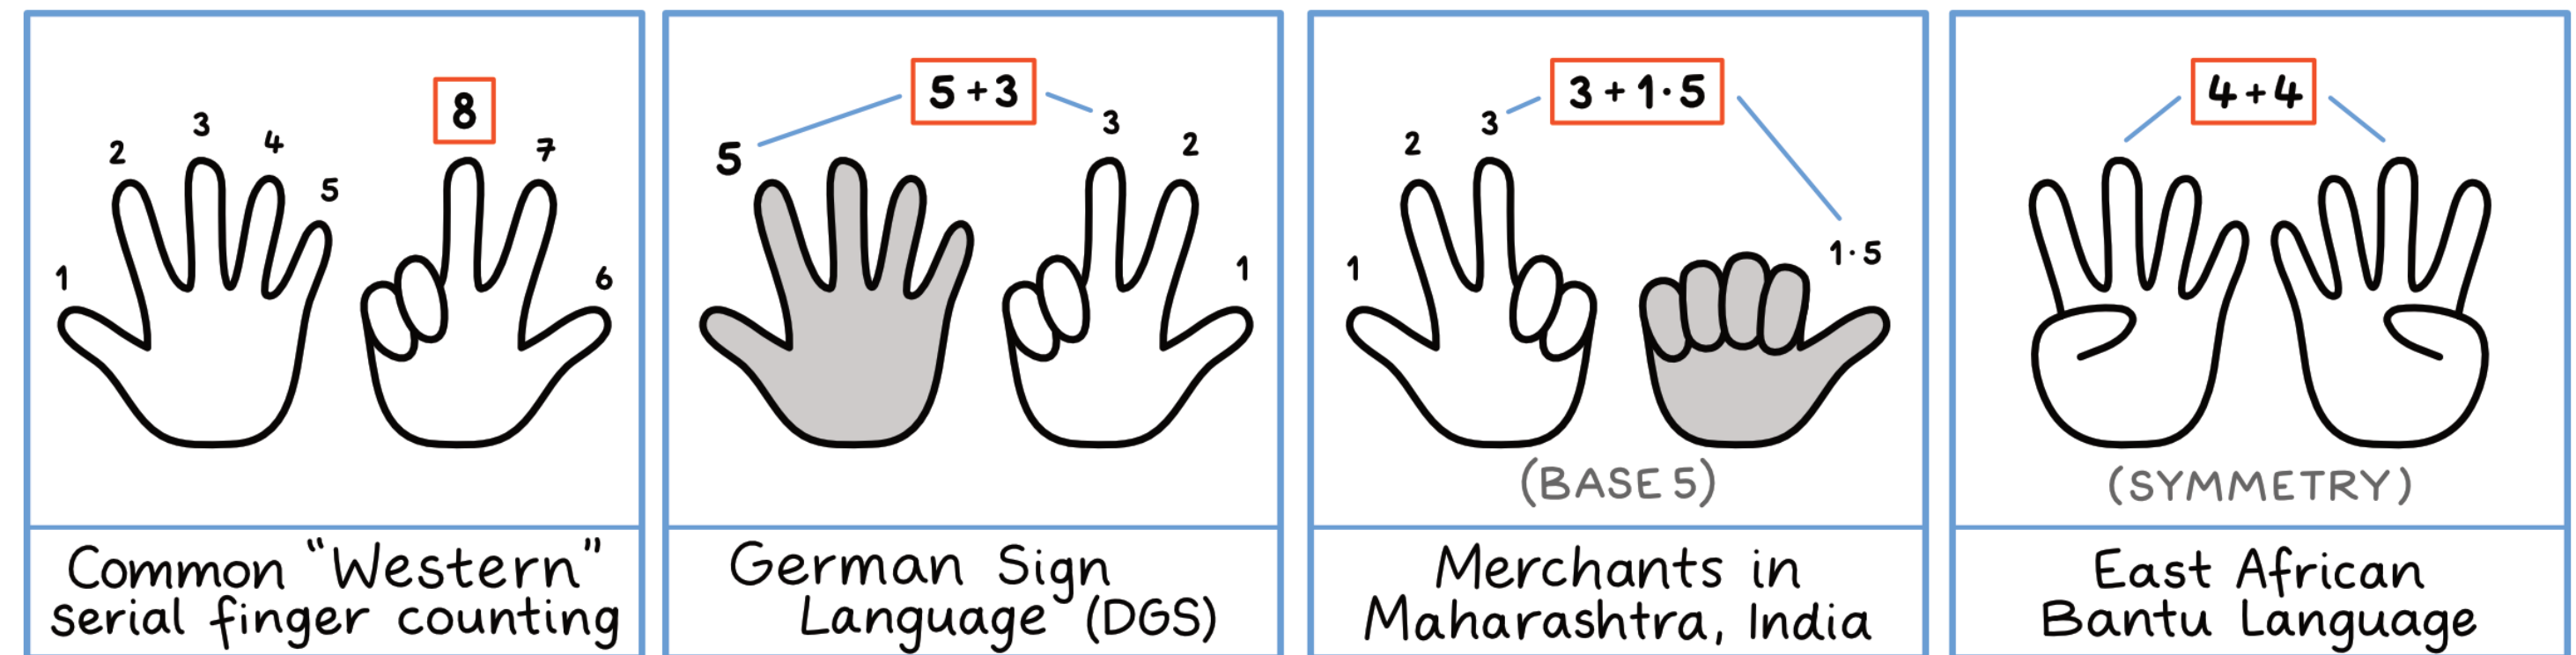 8
3
2
4
7
5
1
6
Common "Western"
serial finger counting
5+3
5
3
2
1
German Sign
Language (DGS)
3+1·5
3
2
1
1·5
(BASE 5)
Merchants in
Maharashtra, India
4+4
(SYMMETRY)
East African
Bantu Language